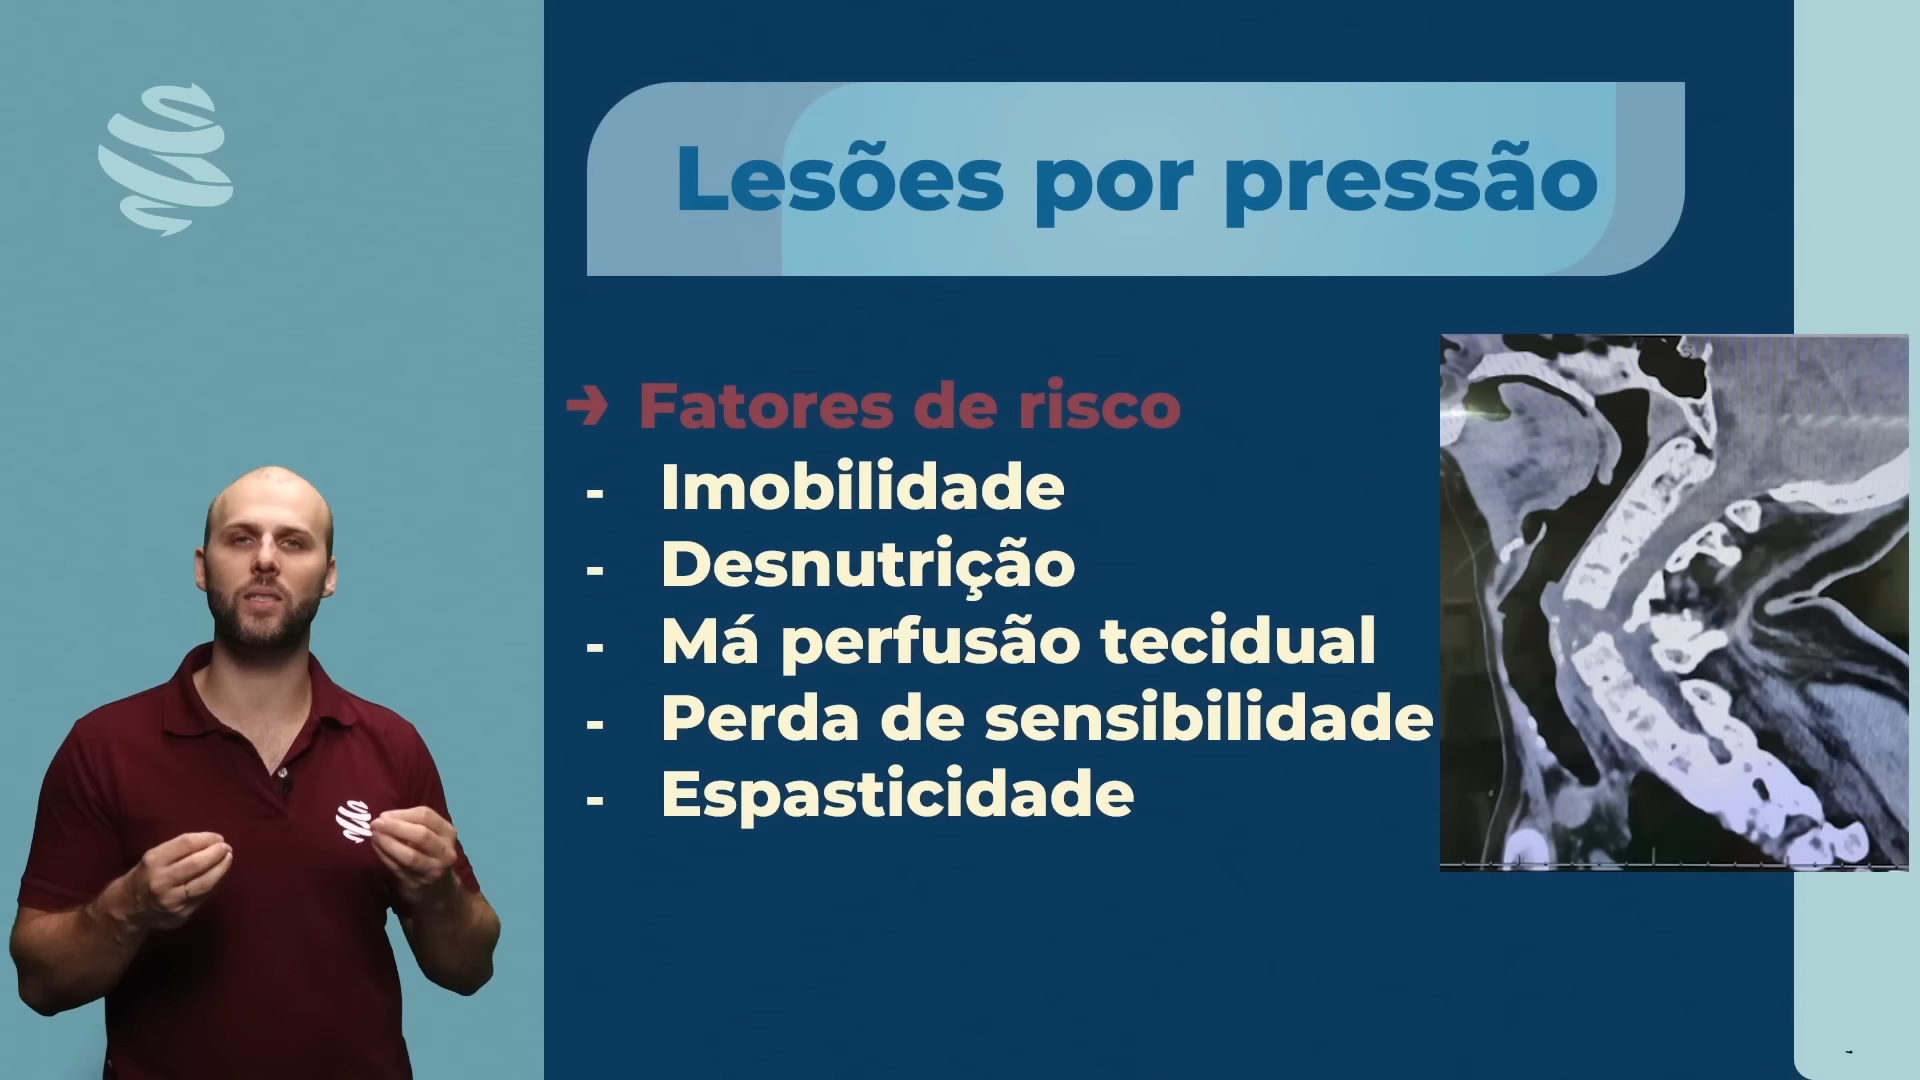 Lesões por pressão
➔ Fatores de risco
- Imobilidade
- Desnutrição
- Má perfusão tecidual
- Perda de sensibilidade
- Espasticidade